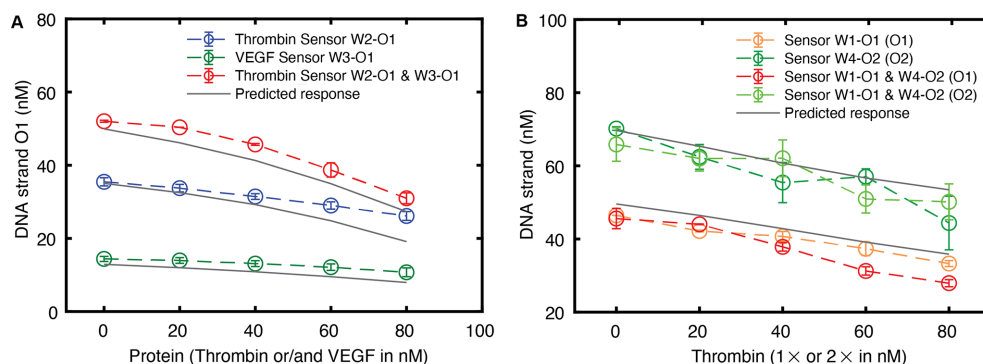 A
80
60
40
20
0
DNA strand O1 (nM)
Thrombin Sensor W2-O1
VEGF Sensor W3-O1
Thrombin Sensor W2-O1 & W3-O1
Predicted response
0 20 40 60 80 100
Protein (Thrombin or/and VEGF in nM)
B
100
80
60
40
20
DNA strand (nM)
Sensor W1-O1 (O1)
Sensor W4-O2 (O2)
Sensor W1-O1 & W4-O2 (O1)
Sensor W1-O1 & W4-O2 (O2)
Predicted response
0 20 40 60 80
Thrombin (1× or 2× in nM)